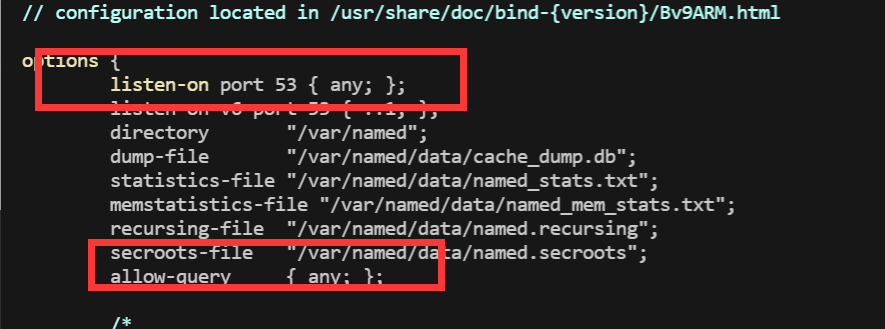 // configuration located in /usr/share/doc/bind-{version}/Bv9ARM.html
options {
listen-on port 53 { any; };
listen-on-v6 port 53 { ::1; };
directory "/var/named";
dump-file "/var/named/data/cache_dump.db";
statistics-file "/var/named/data/named_stats.txt";
memstatistics-file "/var/named/data/named_mem_stats.txt";
recursing-file "/var/named/data/named.recursing";
secroots-file "/var/named/data/named.secroots";
allow-query { any; };
/*